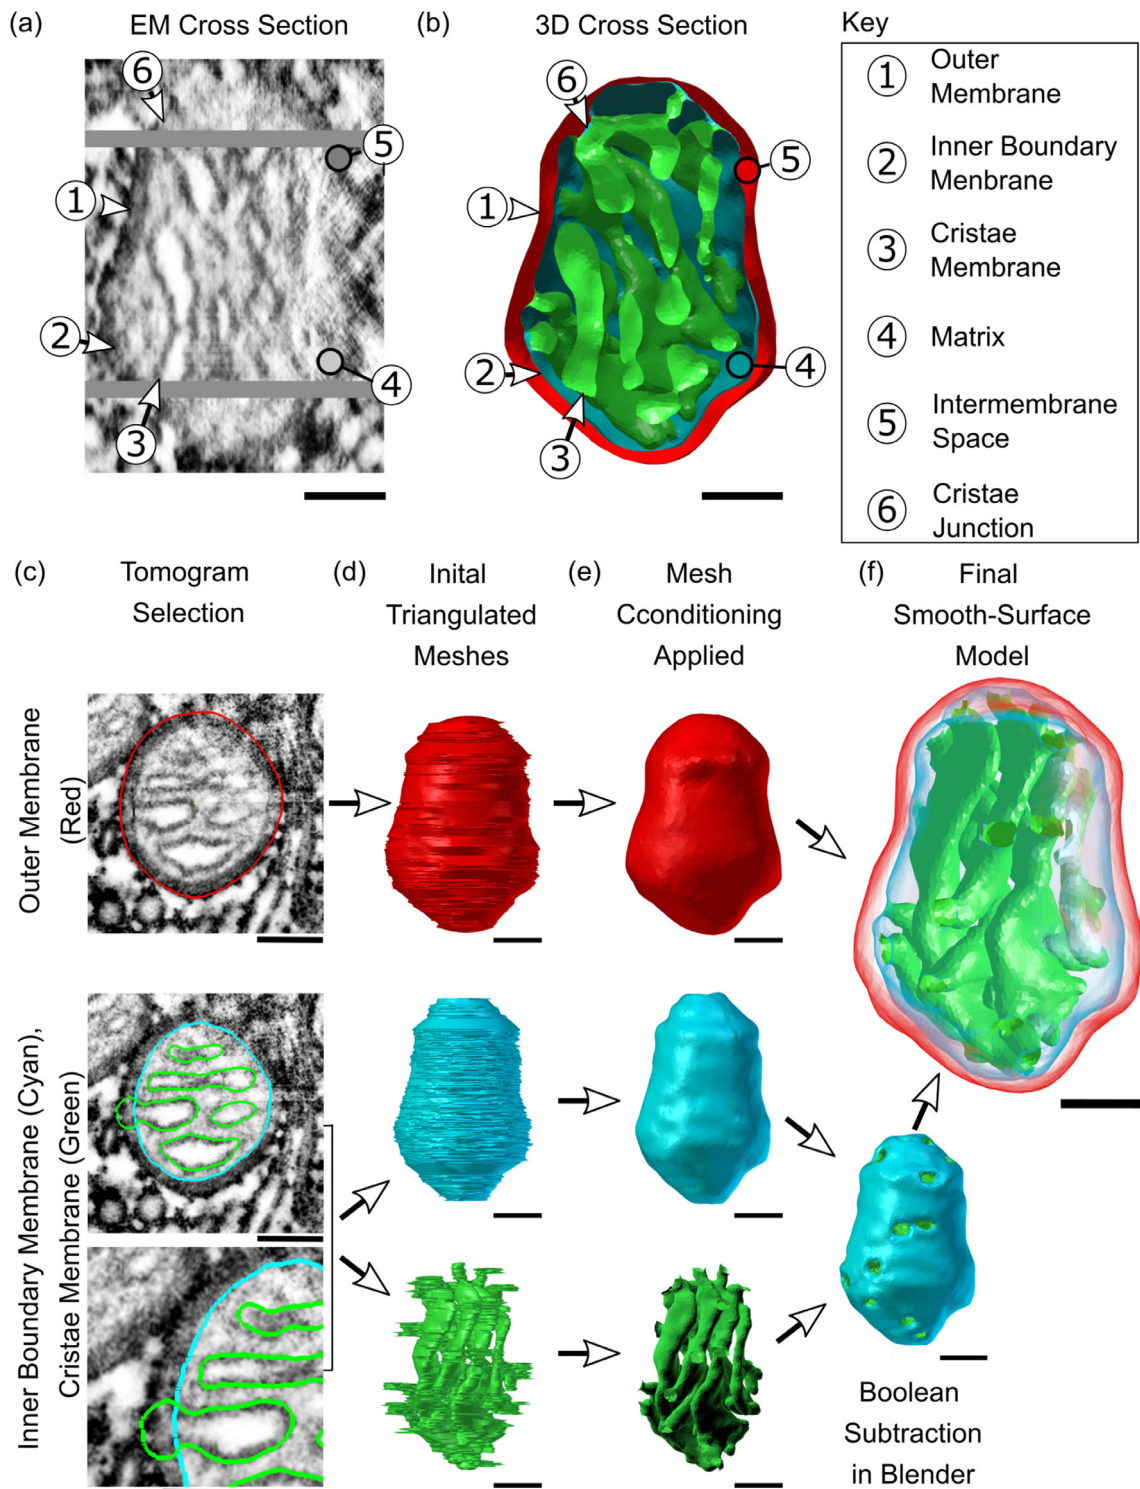 (a) EM Cross Section
(b) 3D Cross Section
Key
6
5
1
2
4
3
6
5
1
2
4
3
1 Outer
Membrane
2 Inner Boundary
Menbrane
3 Cristae
Membrane
4 Matrix
5 Intermembrane
Space
6 Cristae
Junction
(c) Tomogram
Selection
(d) Inital
Triangulated
Meshes
(e) Mesh
Cconditioning
Applied
(f) Final
Smooth-Surface
Model
Outer Membrane
(Red)
Inner Boundary Membrane (Cyan),
Cristae Membrane (Green)
Boolean
Subtraction
in Blender